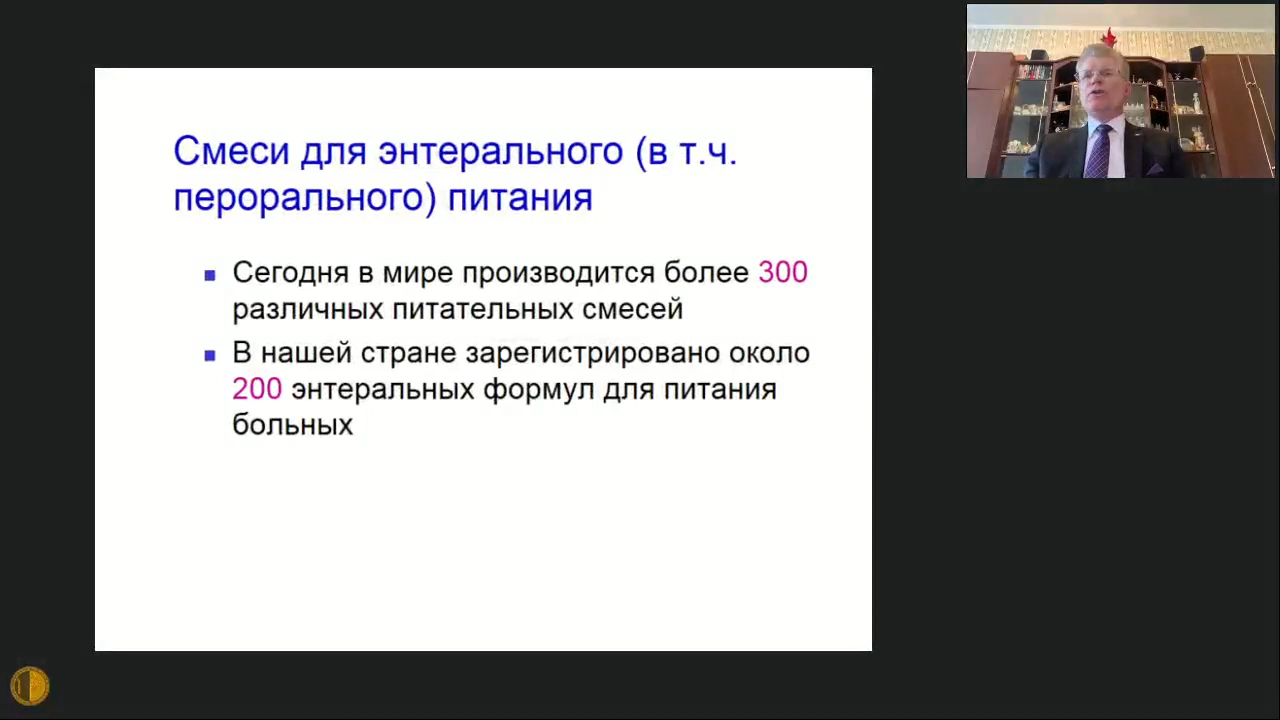 Смеси для энтерального (в т.ч.
перорального) питания
Сегодня в мире производится более 300
различных питательных смесей
В нашей стране зарегистрировано около
200 энтеральных формул для питания
больных